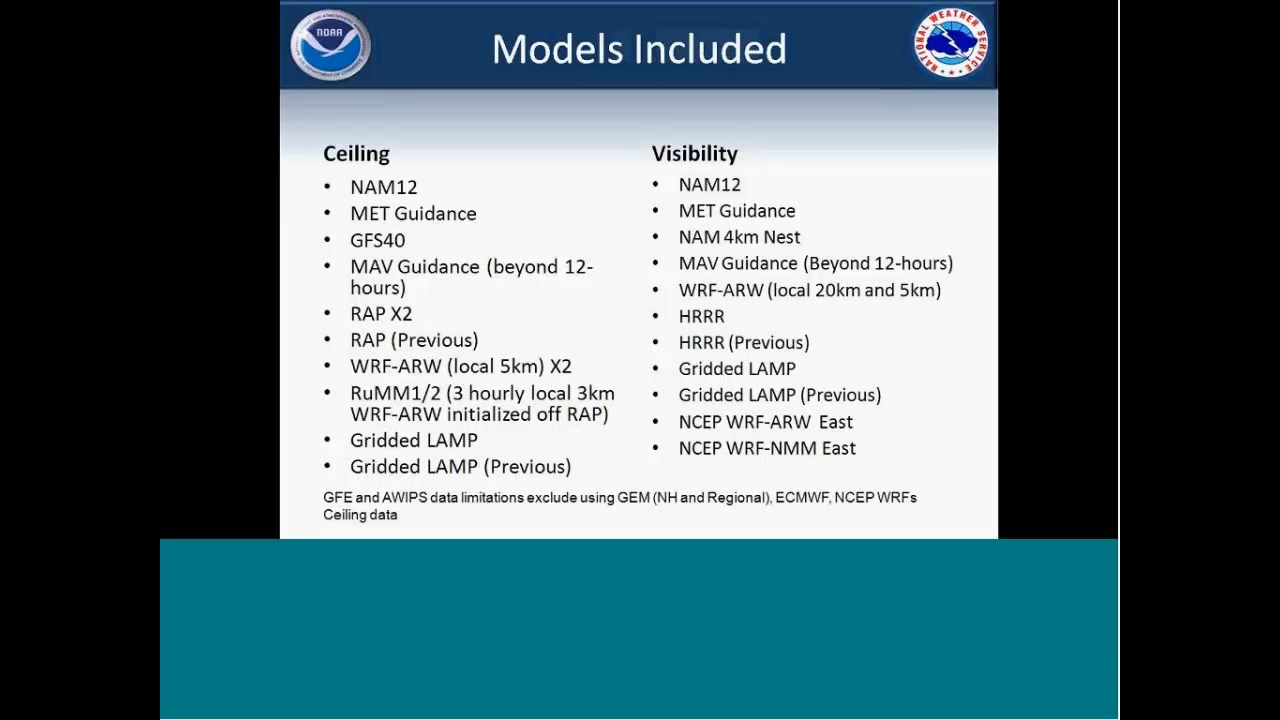 NOAA
Models Included
NATIONAL WEATHER SERVICE
Ceiling
• NAM12
• MET Guidance
• GFS40
• MAV Guidance (beyond 12-
hours)
• RAP X2
• RAP (Previous)
• WRF-ARW (local 5km) X2
• RuMM1/2 (3 hourly local 3km
WRF-ARW initialized off RAP)
• Gridded LAMP
• Gridded LAMP (Previous)
Visibility
• NAM12
• MET Guidance
• NAM 4km Nest
• MAV Guidance (Beyond 12-hours)
• WRF-ARW (local 20km and 5km)
• HRRR
• HRRR (Previous)
• Gridded LAMP
• Gridded LAMP (Previous)
• NCEP WRF-ARW East
• NCEP WRF-NMM East
GFE and AWIPS data limitations exclude using GEM (NH and Regional), ECMWF, NCEP WRFs
Ceiling data